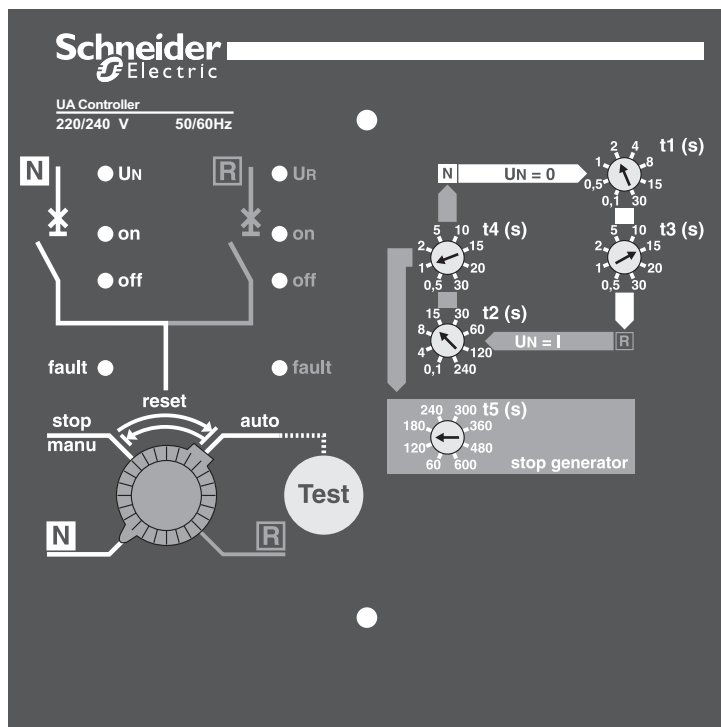 Schneider
Electric
UA Controller
220/240 V 50/60Hz
N UN R UR
on on
off off
fault fault
reset
stop auto
manu
Test
N R
t1 (s)
2 4
1 8
0,5 15
0,1 30
N UN = 0
t4 (s)
5 10
2 15
1 20
0,5 30
t3 (s)
5 10
2 15
1 20
0,5 30
t2 (s)
15 30
8 60
4 120
0,1 240
UN = I R
t5 (s)
240 300
180 360
120 480
60 600
stop generator